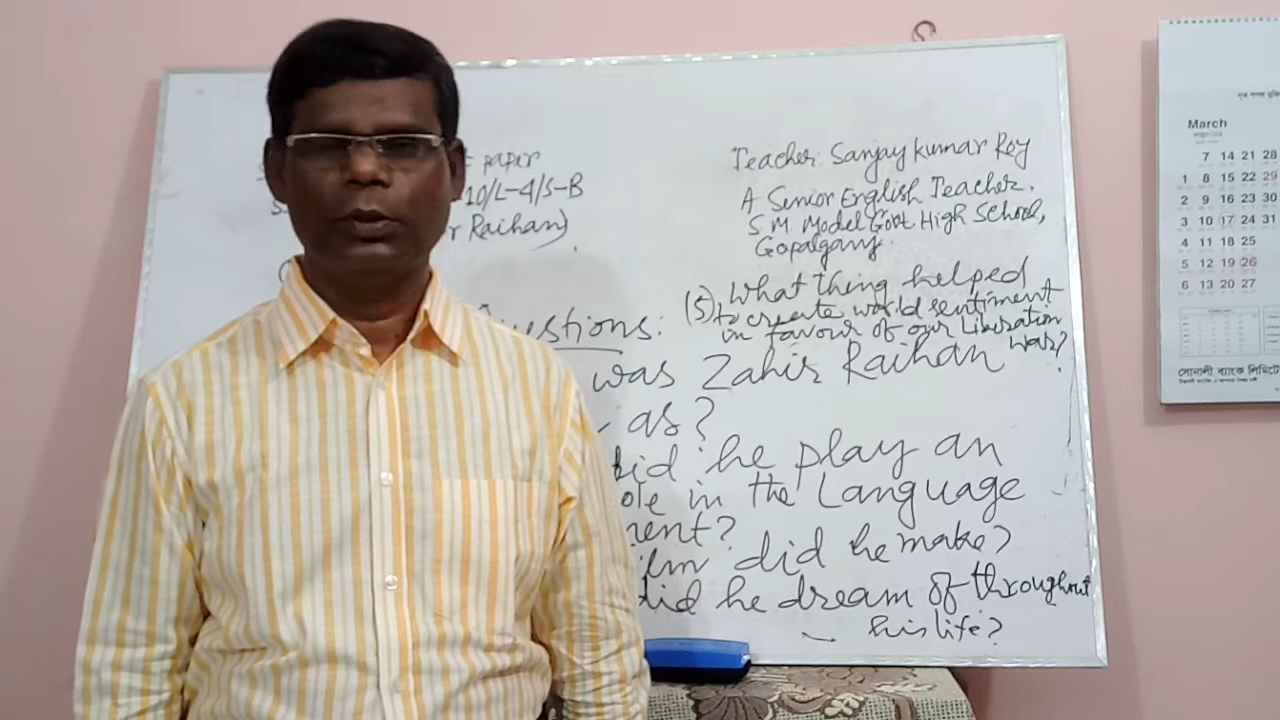 paper
10/L-4/S-B
r Raihan)
Teacher: Sanjay Kumar Roy
A Senior English Teacher.
S.M. Model Govt High School,
Gopalganj.
(5) What thing helped
to create world sentiment
in favour of our Liberation
was?
uestions:
was Zahir Raihan
as?
did he play an
ole in the Language
ment?
ilm did he make?
did he dream of throughout
his life?
March
7 14 21 28
1 8 15 22 29
2 9 16 23 30
3 10 17 24 31
4 11 18 25
5 12 19 26
6 13 20 27
সোনালী ব্যাংক লিমিটে